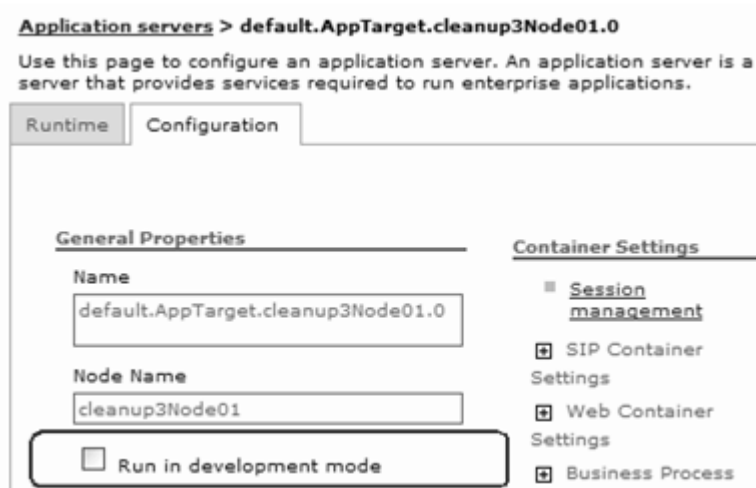 Application servers > default.AppTarget.cleanup3Node01.0
Use this page to configure an application server. An application server is a
server that provides services required to run enterprise applications.
Runtime
Configuration
General Properties
Name
default.AppTarget.cleanup3Node01.0
Node Name
cleanup3Node01
Run in development mode
Container Settings
Session
management
SIP Container
Settings
Web Container
Settings
Business Process